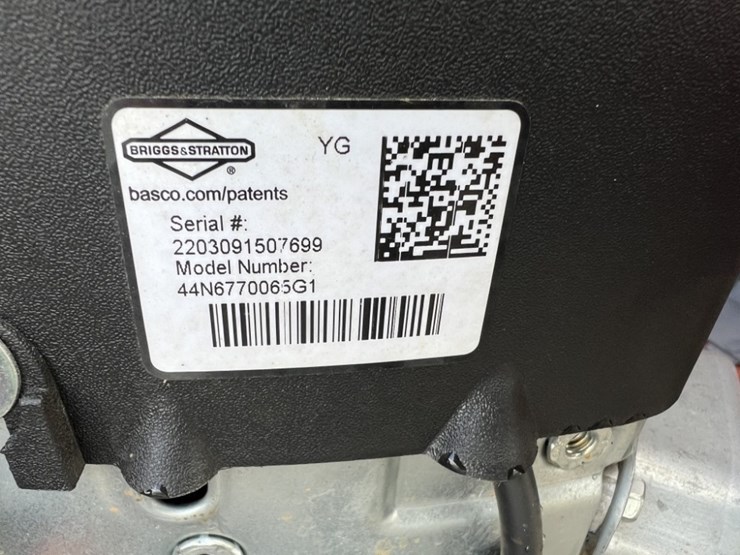 BRIGGS&STRATTON
®
YG
basco.com/patents
Serial #:
2203091507699
Model Number:
44N6770065G1